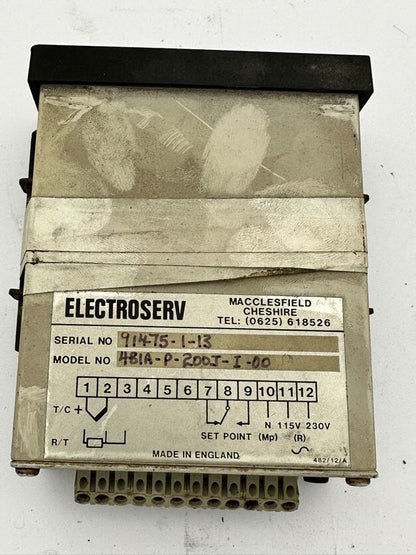 ELECTROSERV
MACCLESFIELD
CHESHIRE
TEL: (0625) 618526
SERIAL NO 91475-1-13
MODEL NO 481A-P-200J-I-00
1 2 3 4 5 6 7 8 9 10 11 12
T/C +
N 115V 230V
R/T
SET POINT (Mp) (R)
MADE IN ENGLAND
482/12/A